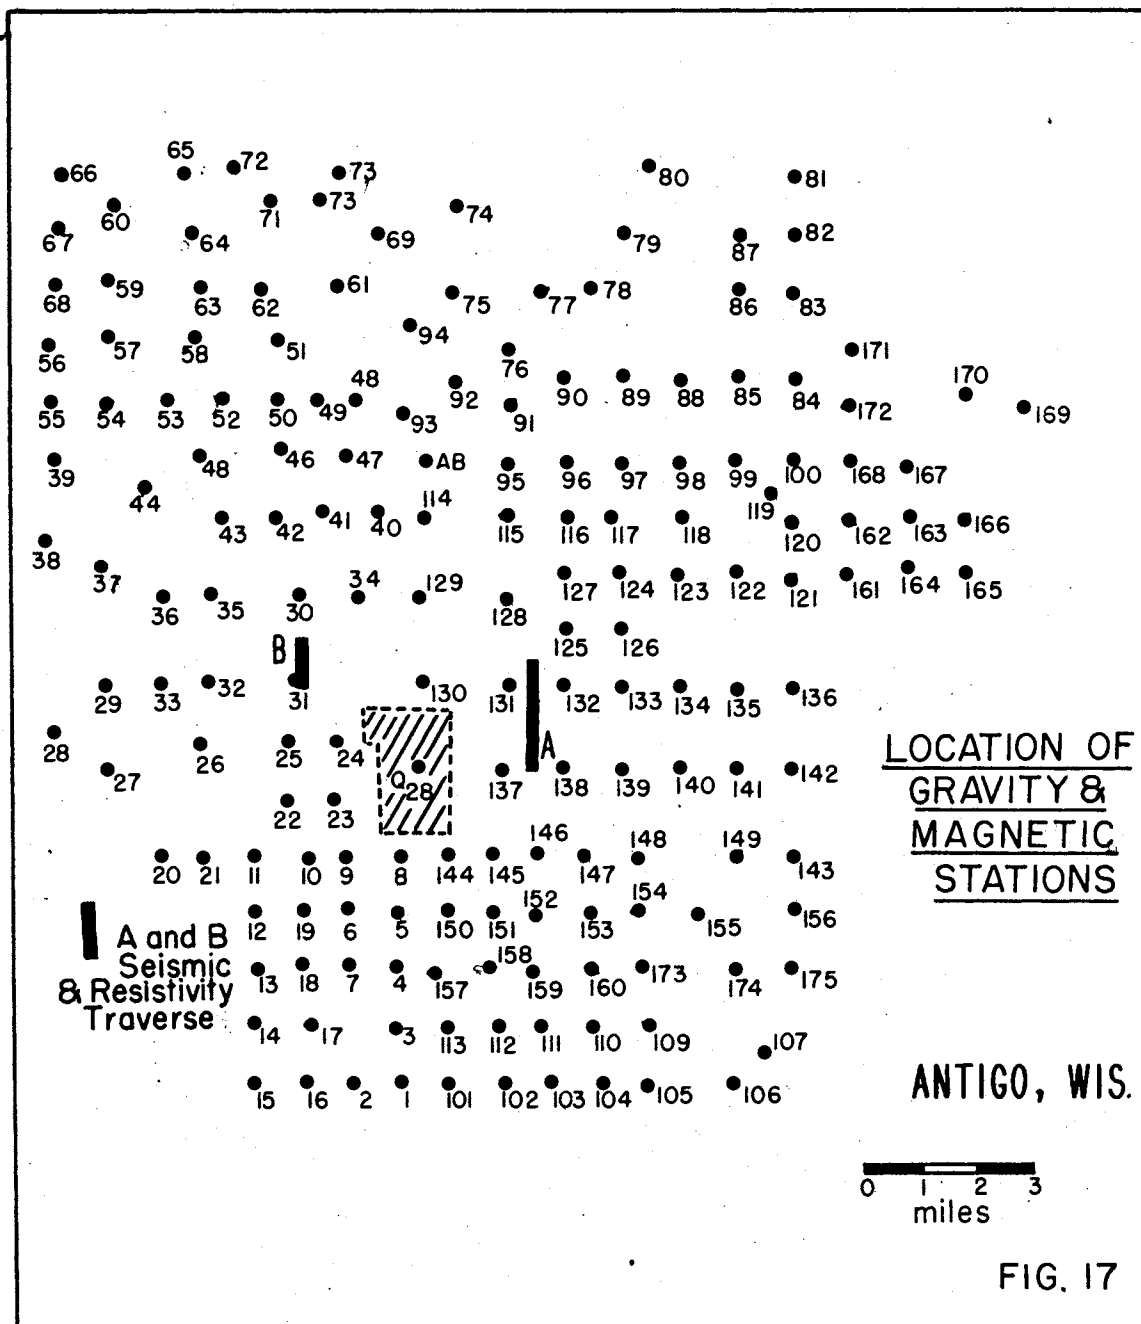 65 72 73 80
66 81
60 71 73 74
67 64 69 79 87 82
59 61 78
68 63 62 75 77 86 83
94
57 58 51 171
56 76
48 92 90 89 88 85 84 170
55 54 53 52 50 49 93 91 172 169
39 48 46 47 AB 95 96 97 98 99 100 168 167
44 114 119
43 42 41 40 115 116 117 118 120 162 163 166
38
37 34 129 127 124 123 122 121 161 164 165
36 35 30 128
B 125 126
29 33 32 31 130 131 132 133 134 135 136
28 26 25 24 A
27 Q 28 137 138 139 140 141 142
22 23
146 148 149
20 21 11 10 9 8 144 145 147 143
152 154
12 19 6 5 150 151 153 155 156
158
13 18 7 4 157 159 160 173 174 175
14 17 3 113 112 111 110 109 107
15 16 2 1 101 102 103 104 105 106
A and B
Seismic
& Resistivity
Traverse
LOCATION OF
GRAVITY &
MAGNETIC
STATIONS
ANTIGO, WIS.
0 1 2 3
miles
FIG. 17